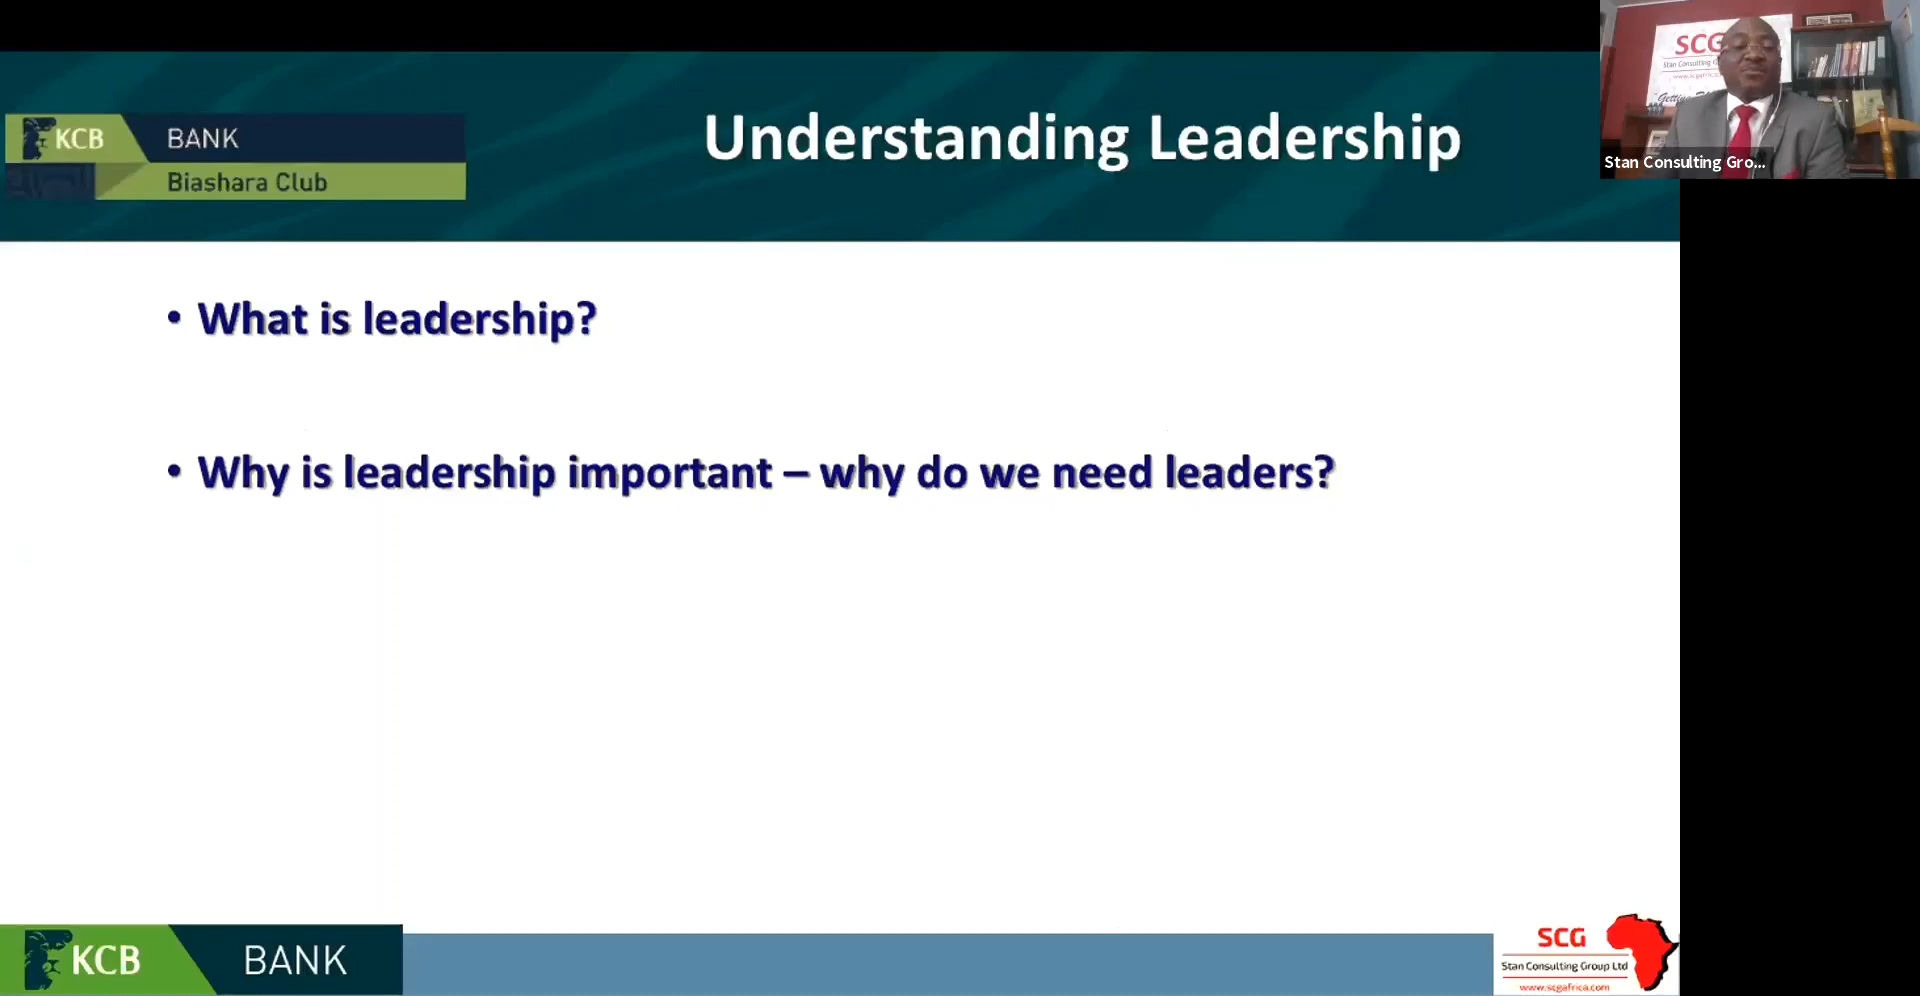 KCB BANK
Biashara Club
Understanding Leadership
SCG
Stan Consulting Gro...
• What is leadership?
• Why is leadership important – why do we need leaders?
KCB BANK
SCG
Stan Consulting Group Ltd
www.scgafrica.com